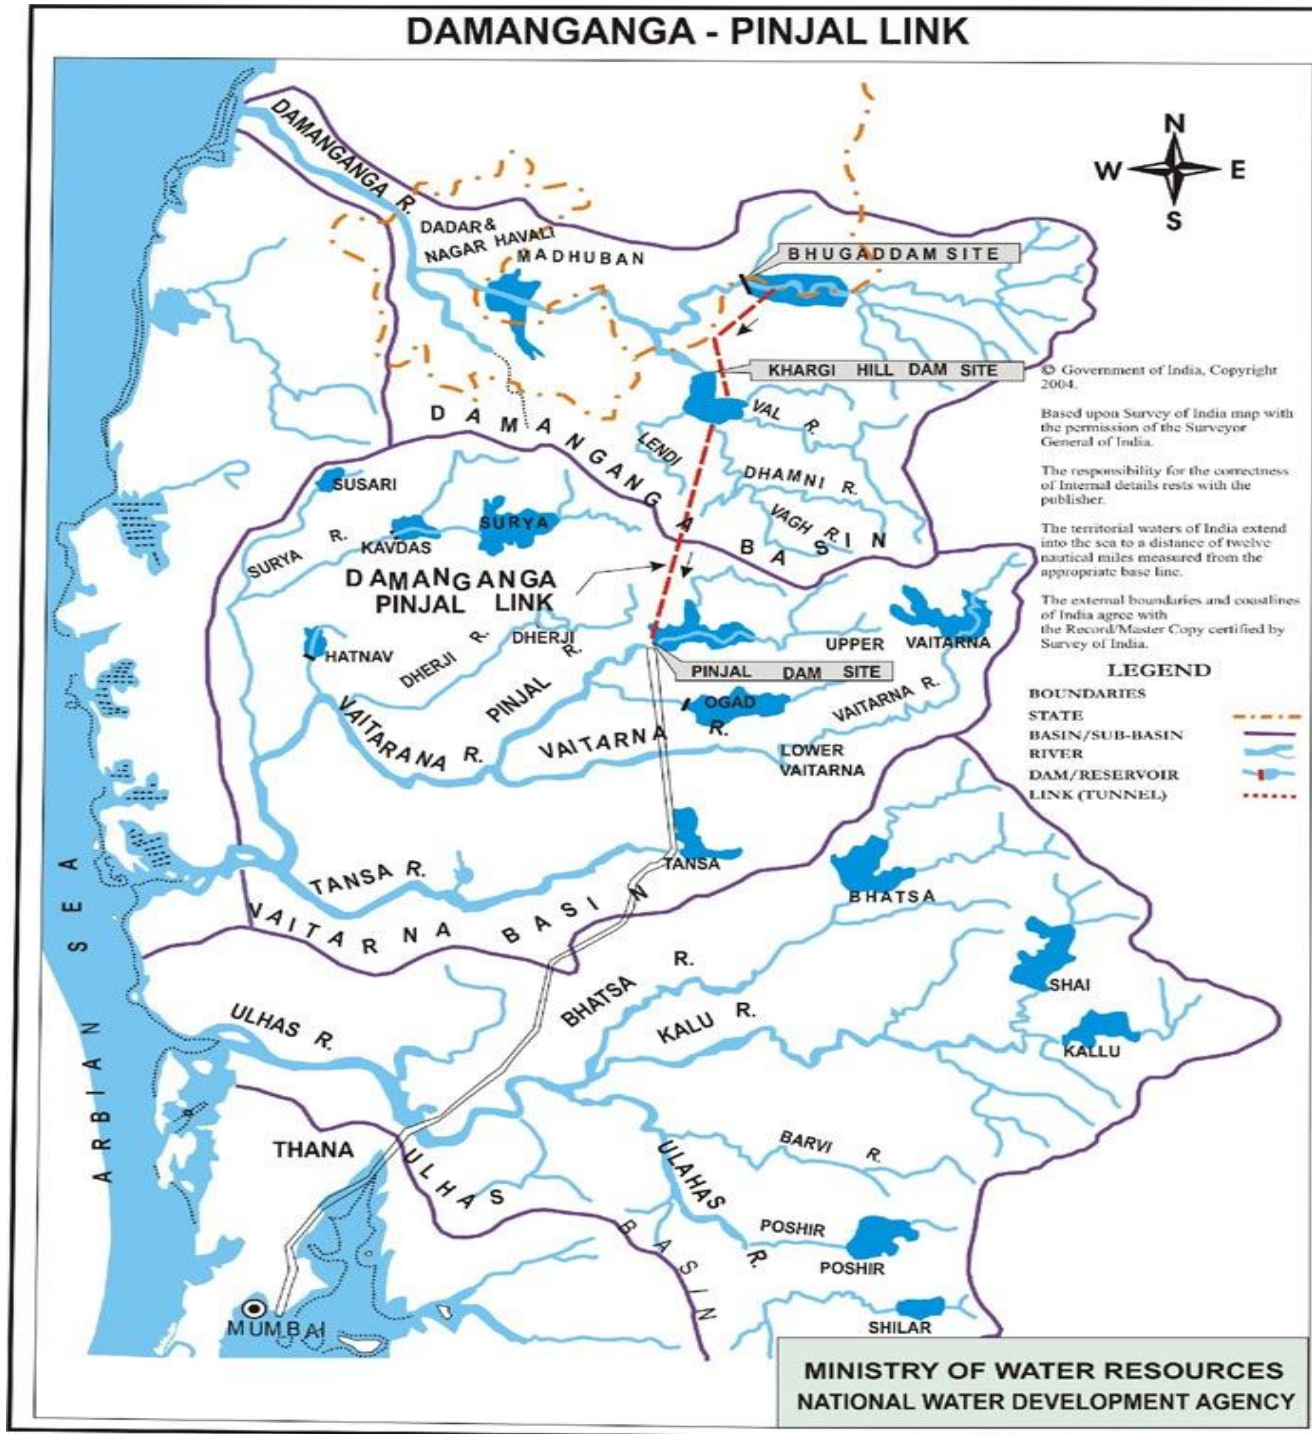 DAMANGANGA - PINJAL LINK
N
W E
S
DAMANGANGA R.
DADAR &
NAGAR HAVALI
MADHUBAN
BHUGADDAM SITE
KHARGI HILL DAM SITE
© Government of India, Copyright
2004.
Based upon Survey of India map with
the permission of the Surveyor
General of India.
The responsibility for the correctness
of Internal details rests with the
publisher.
The territorial waters of India extend
into the sea to a distance of twelve
nautical miles measured from the
appropriate base line.
The external boundaries and coastlines
of India agree with
the Record/Master Copy certified by
Survey of India.
VAL R.
LENDI
DHAMNI R.
VAGH R.
DAMANGANGA BASIN
SUSARI
SURYA
KAVDAS
SURYA R.
DAMANGANGA
PINJAL LINK
HATNAV
DHERJI R.
DHERJI
PINJAL R.
UPPER VAITARNA
PINJAL DAM SITE
OGAD
VAITARNA R.
VAITARANA R.
VAITARNA R.
LOWER
VAITARNA
LEGEND
BOUNDARIES
STATE
BASIN/SUB-BASIN
RIVER
DAM/RESERVOIR
LINK (TUNNEL)
TANSA
TANSA R.
VAITARNA BASIN
BHATSA
SHAI
KALLU
BHATSA R.
KALU R.
ULHAS R.
ARBIAN SEA
THANA
ULHAS BASIN
ULAHAS R.
BARVI R.
POSHIR
POSHIR
SHILAR
MUMBAI
MINISTRY OF WATER RESOURCES
NATIONAL WATER DEVELOPMENT AGENCY